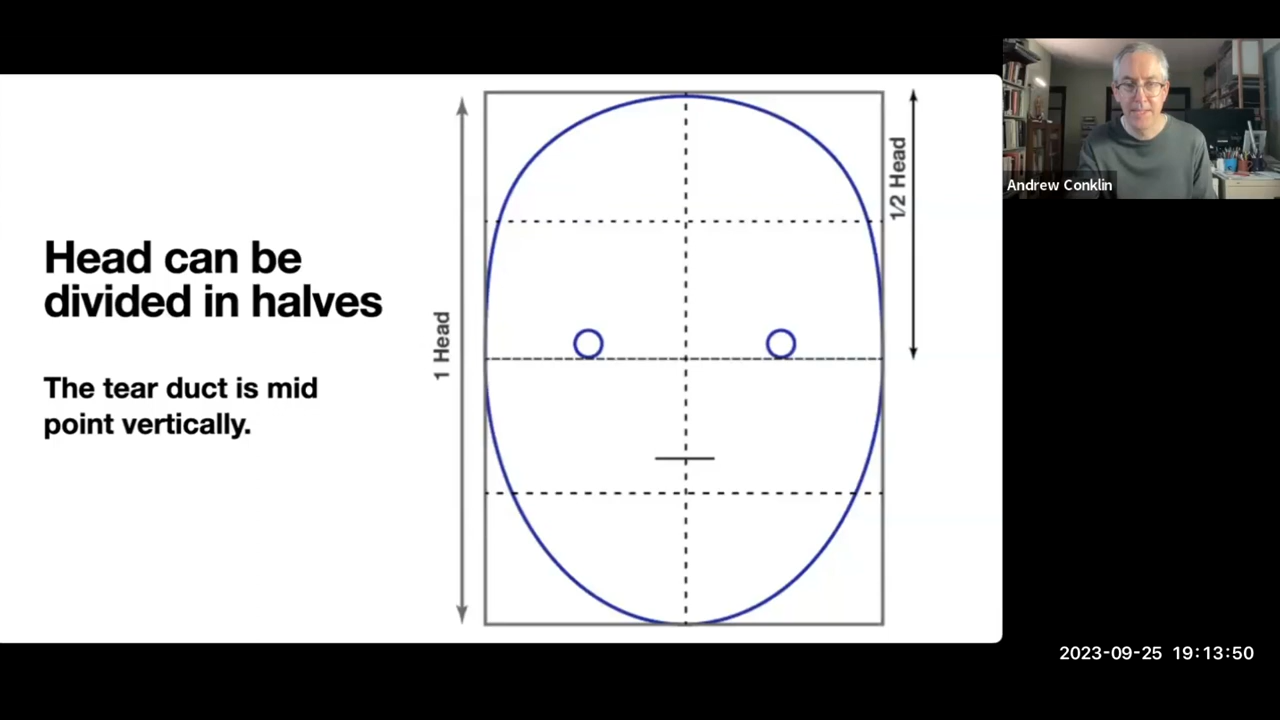 Head can be
divided in halves
The tear duct is mid
point vertically.
1 Head
1/2 Head
Andrew Conklin
2023-09-25 19:13:50